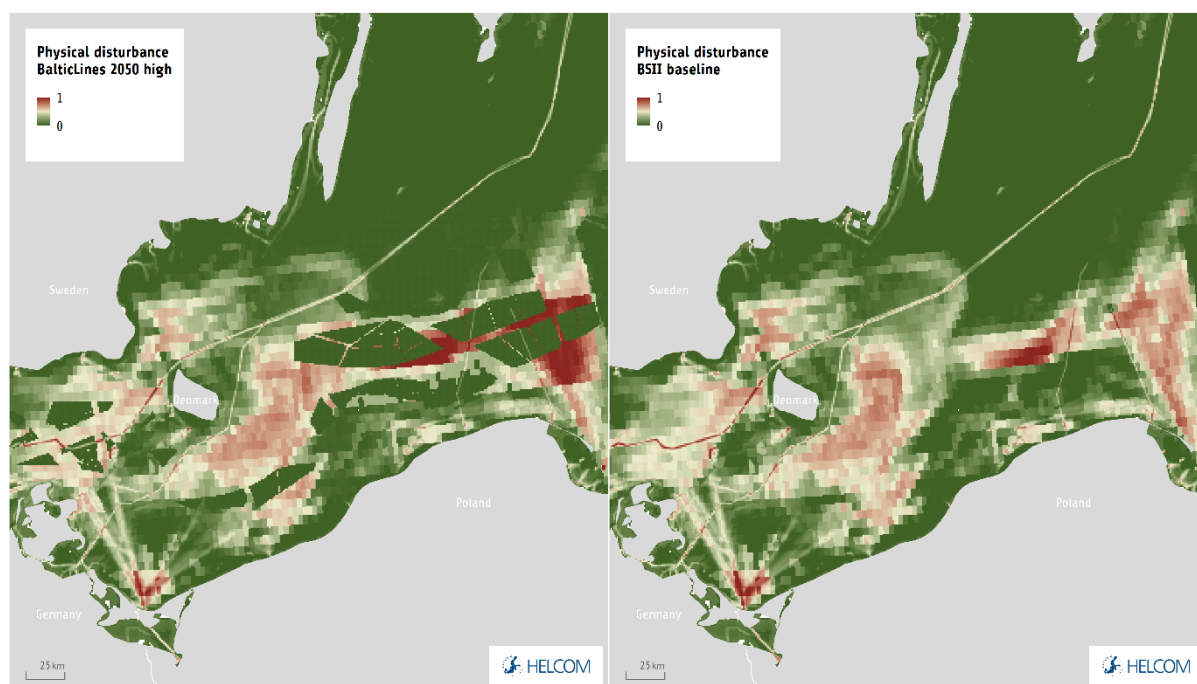 Physical disturbance
BalticLines 2050 high
1
0
Sweden
Denmark
Poland
Germany
25 km
HELCOM
Physical disturbance
BSII baseline
1
0
Sweden
Denmark
Poland
Germany
25 km
HELCOM